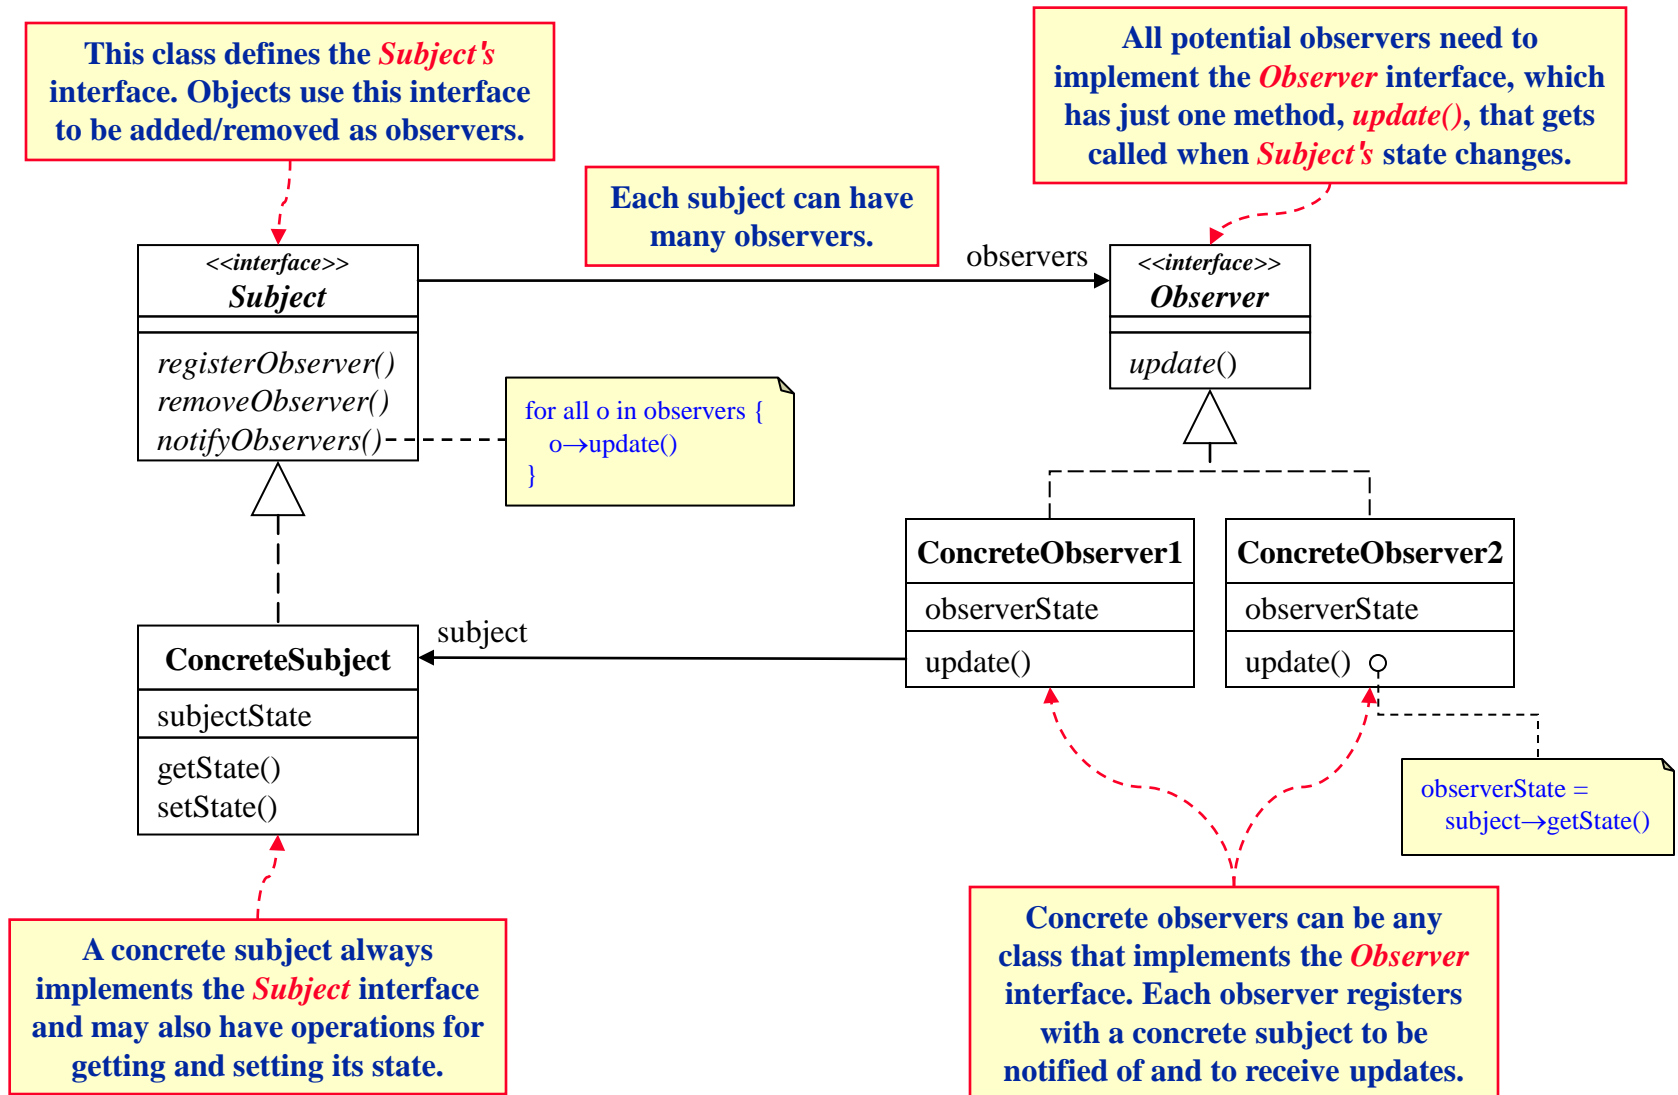 This class defines the Subject's
interface. Objects use this interface
to be added/removed as observers.
All potential observers need to
implement the Observer interface, which
has just one method, update(), that gets
called when Subject's state changes.
Each subject can have
many observers.
observers
<<interface>>
Subject
registerObserver()
removeObserver()
notifyObservers()
for all o in observers {
o→update()
}
<<interface>>
Observer
update()
ConcreteObserver1
observerState
update()
ConcreteObserver2
observerState
update()
subject
ConcreteSubject
subjectState
getState()
setState()
observerState =
subject→getState()
A concrete subject always
implements the Subject interface
and may also have operations for
getting and setting its state.
Concrete observers can be any
class that implements the Observer
interface. Each observer registers
with a concrete subject to be
notified of and to receive updates.